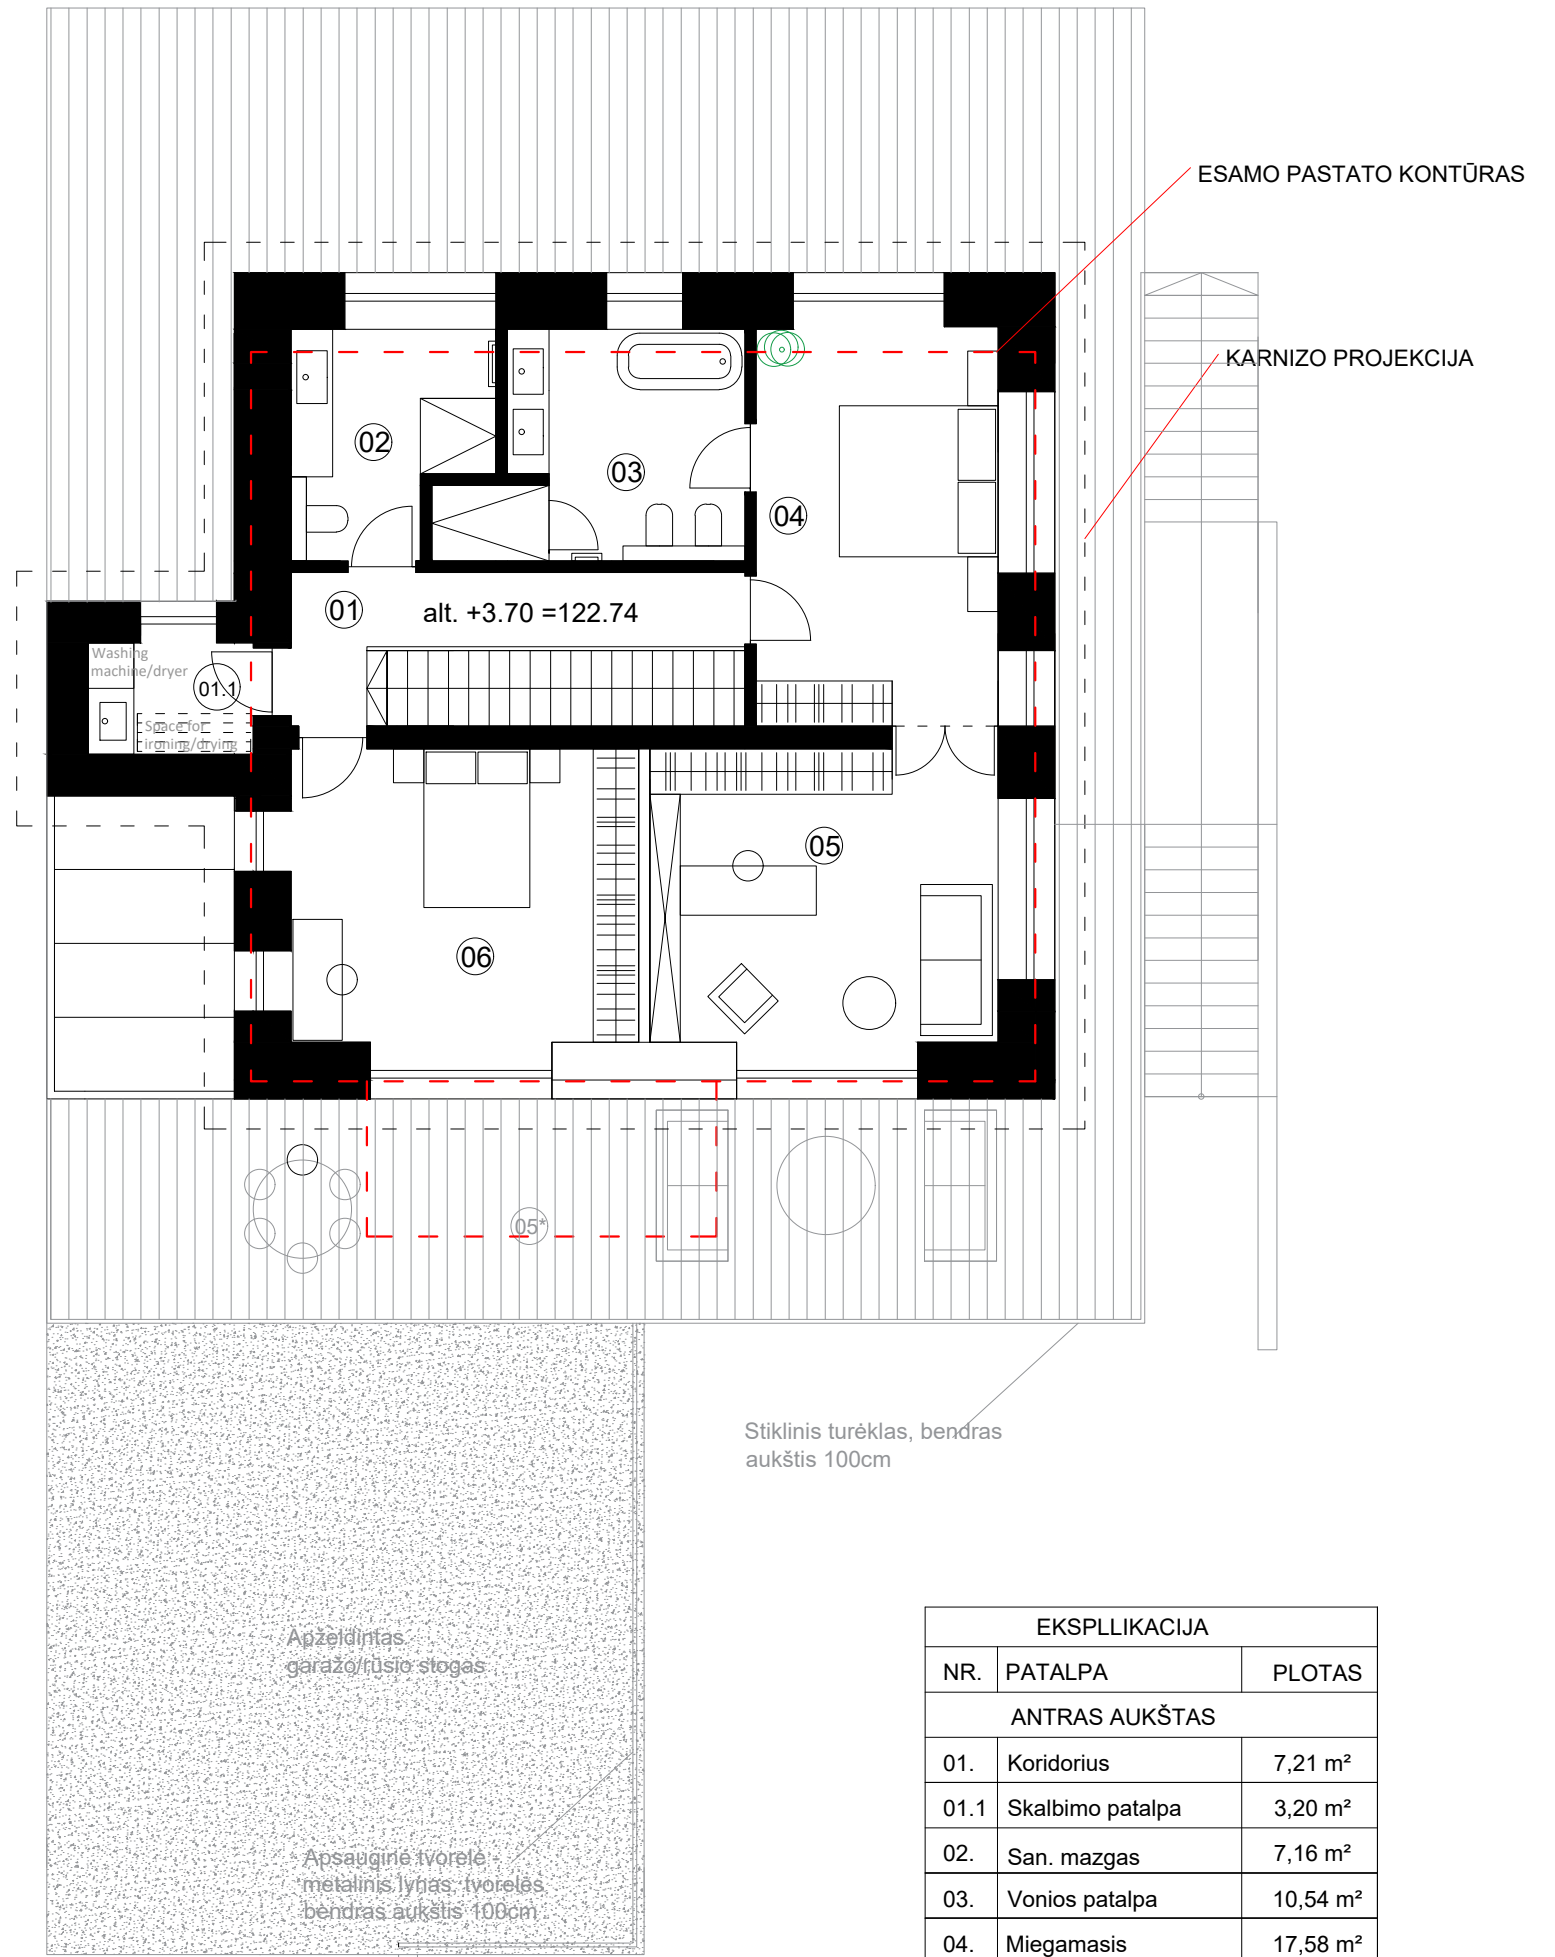 ESAMO PASTATO KONTŪRAS
KARNIZO PROJEKCIJA
02
03
04
01
alt. +3.70 =122.74
Washing
machine/dryer
01.1
Space for
ironing/drying
05
06
05*
Stiklinis turėklas, bendras
aukštis 100cm
Apželdintas
garažo/rūsio stogas
Apsauginė tvorelė -
metalinis lynas, tvorelės
bendras aukštis 100cm
EKSPLLIKACIJA
NR. PATALPA PLOTAS
ANTRAS AUKŠTAS
01. Koridorius 7,21 m²
01.1 Skalbimo patalpa 3,20 m²
02. San. mazgas 7,16 m²
03. Vonios patalpa 10,54 m²
04. Miegamasis 17,58 m²